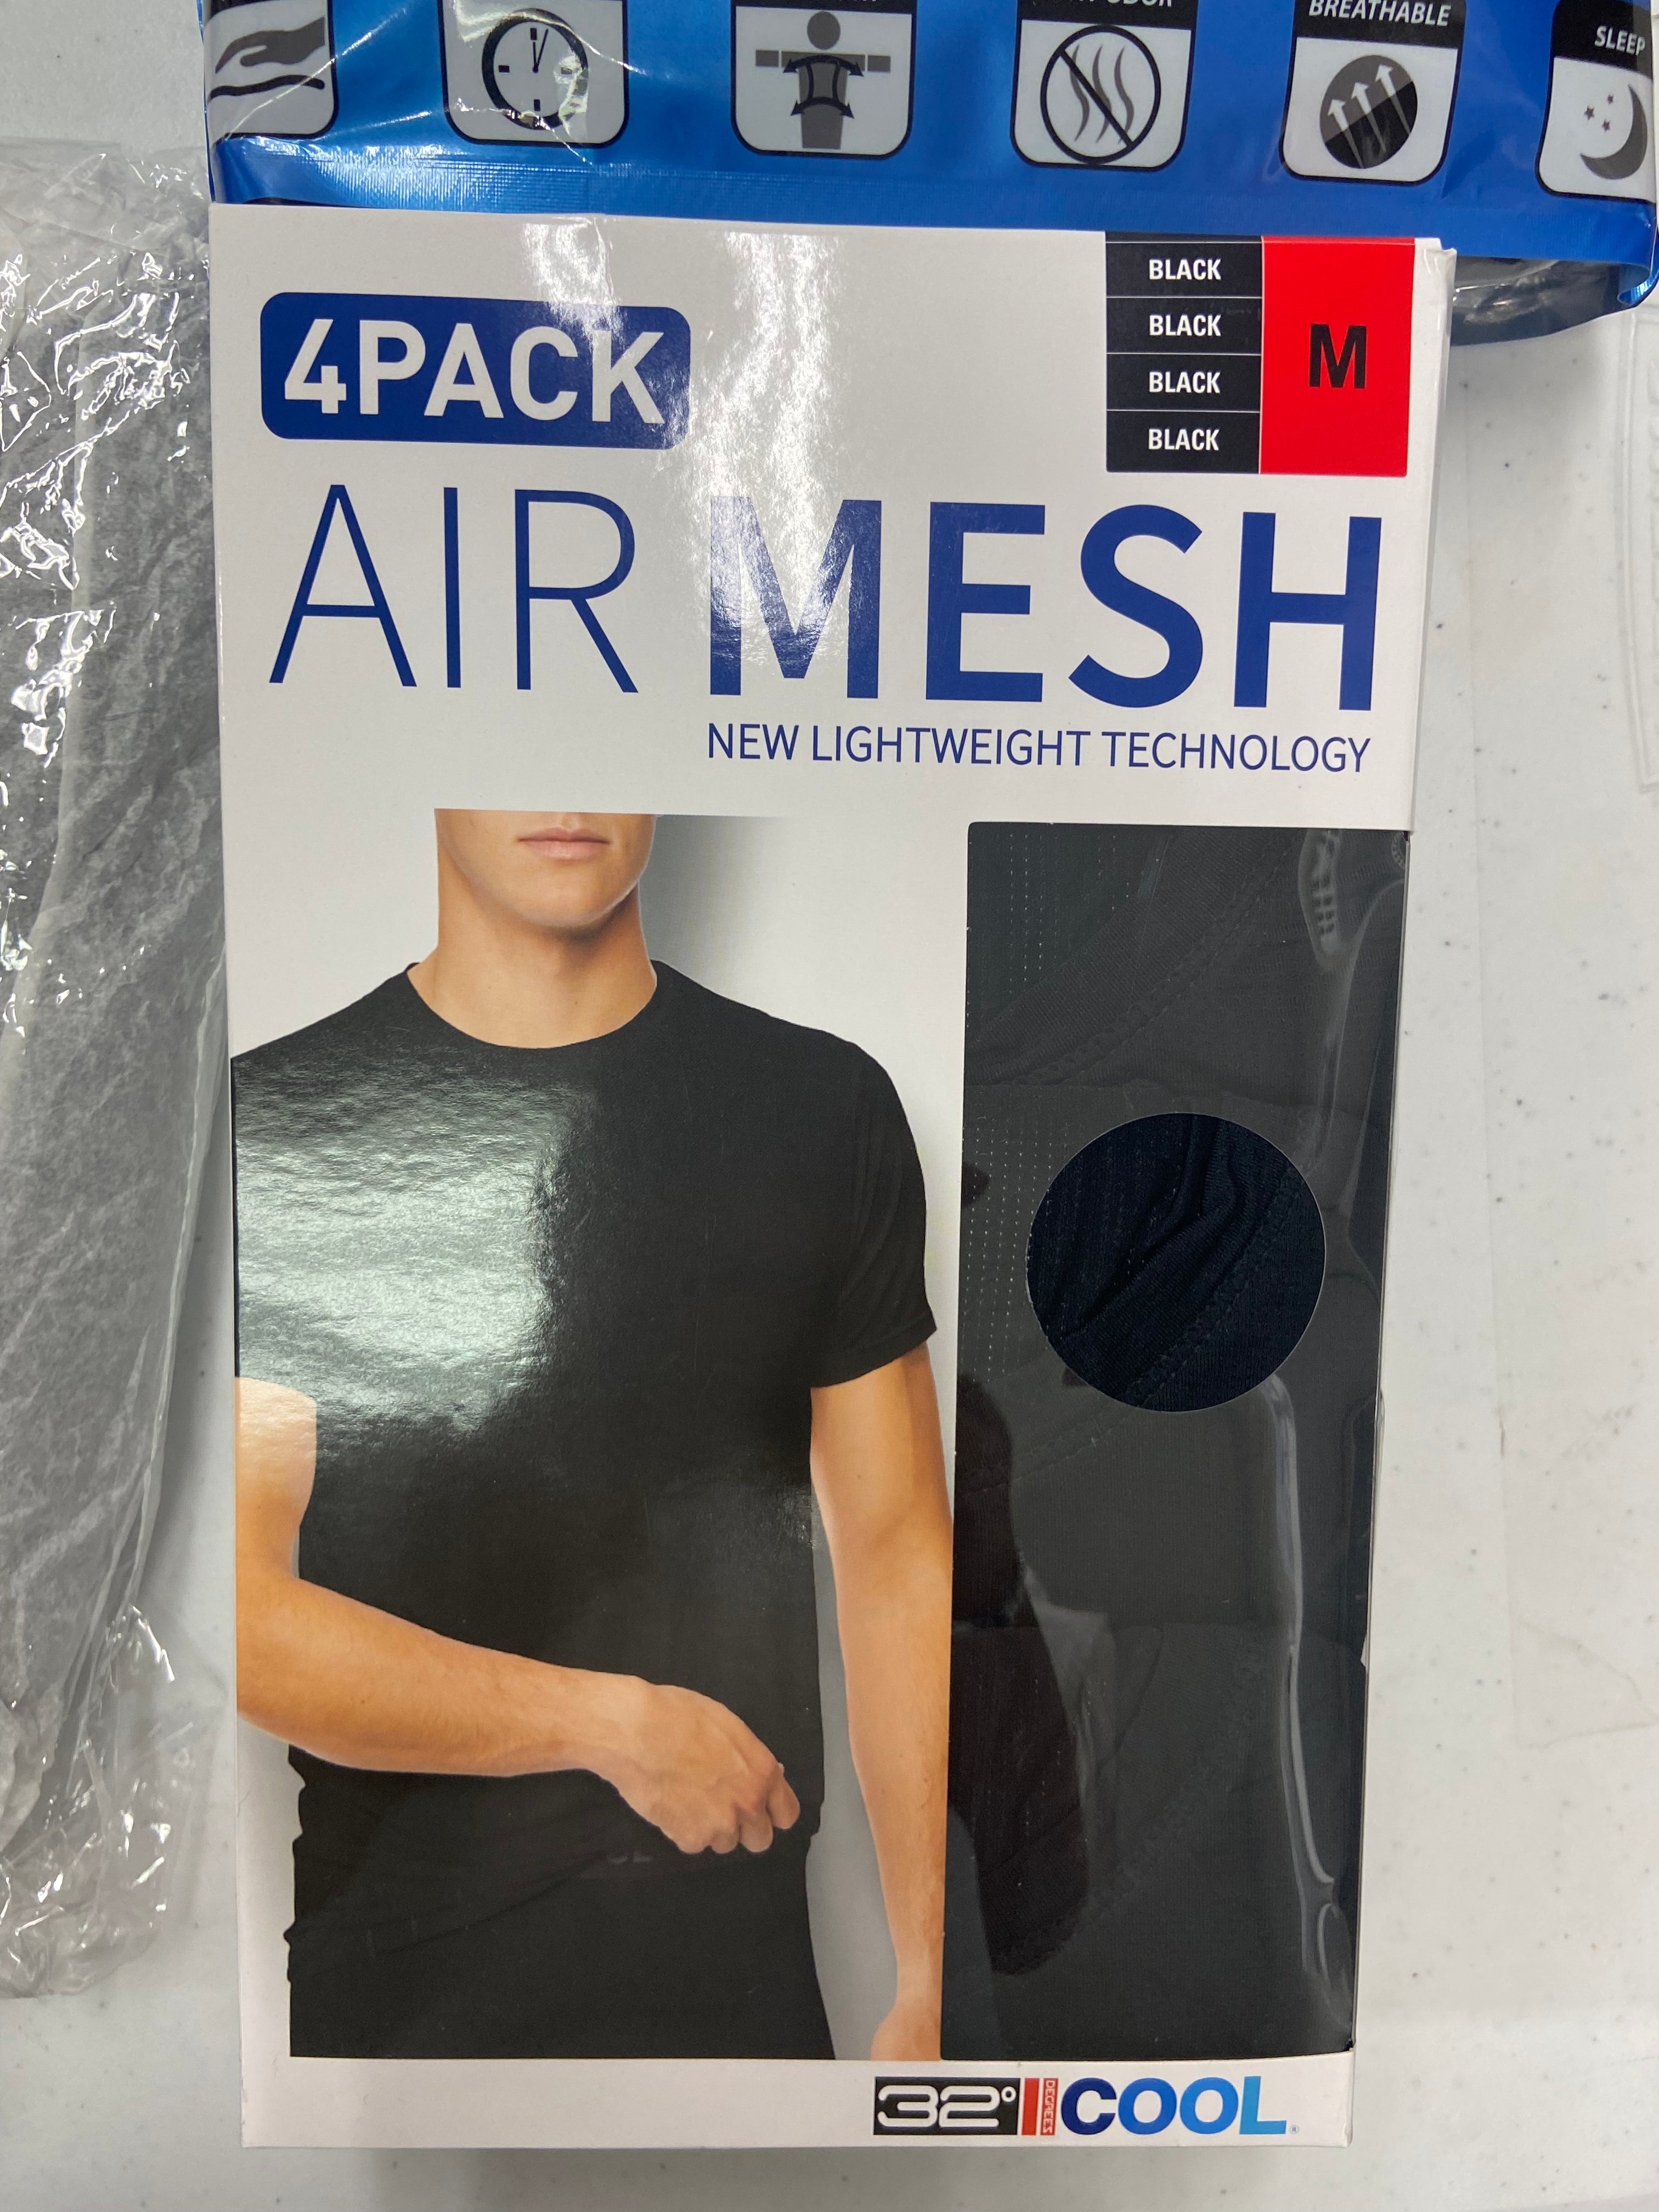 BREATHABLE
SLEEP
4PACK
BLACK
BLACK
BLACK
BLACK
M
AIR MESH
NEW LIGHTWEIGHT TECHNOLOGY
32° DEGREES COOL®